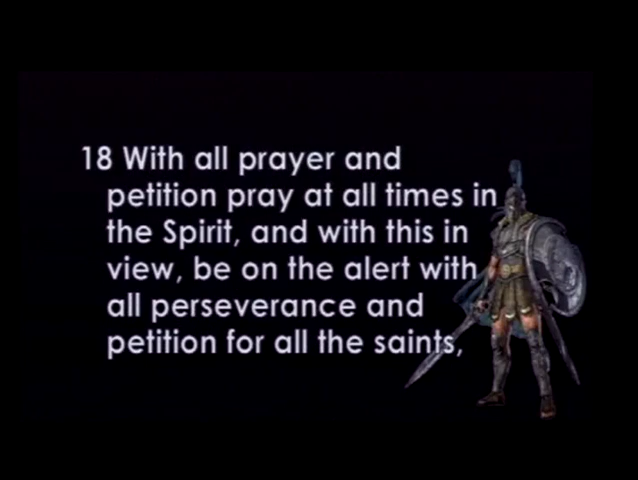 18 With all prayer and
petition pray at all times in
the Spirit, and with this in
view, be on the alert with
all perseverance and
petition for all the saints,